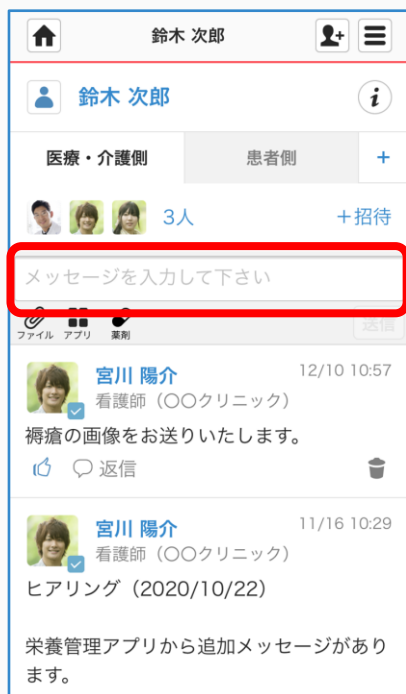 鈴木 次郎
鈴木 次郎
医療・介護側 患者側 +
3人 +招待
メッセージを入力して下さい
ファイル アプリ 薬剤 送信
宮川 陽介 12/10 10:57
看護師（〇〇クリニック）
褥瘡の画像をお送りいたします。
返信
宮川 陽介 11/16 10:29
看護師（〇〇クリニック）
ヒアリング（2020/10/22）
栄養管理アプリから追加メッセージがあり
ます。